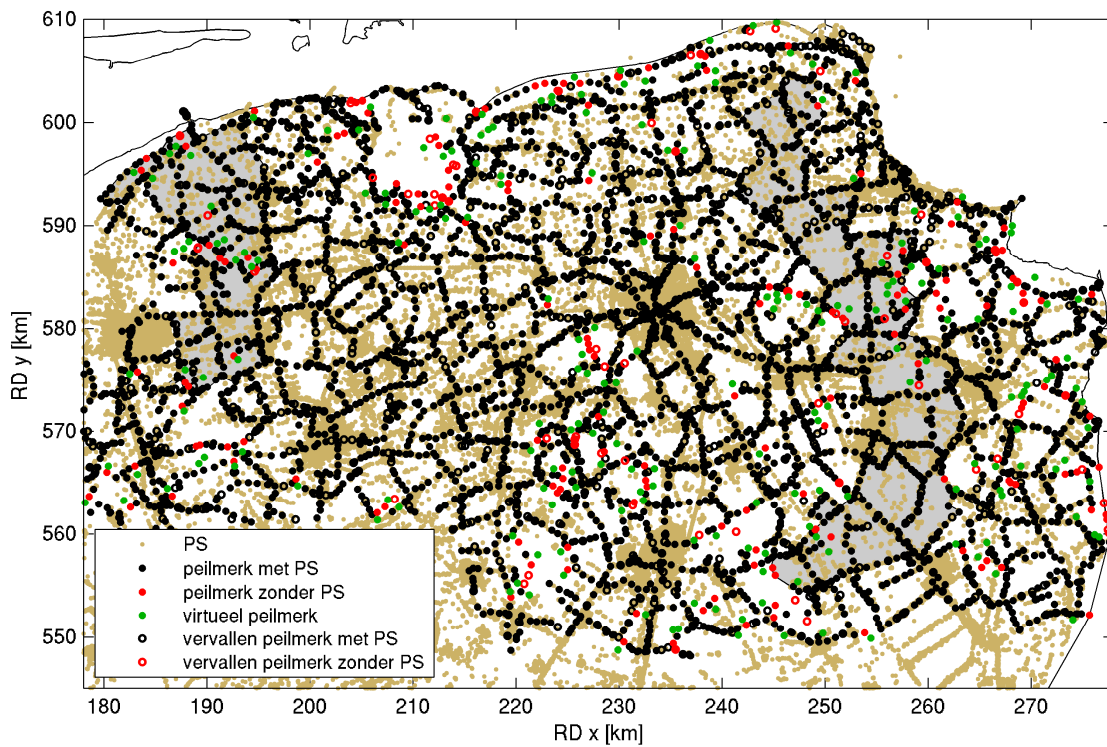 610
600
590
580
570
560
550
RD y [km]
PS
peilmerk met PS
peilmerk zonder PS
virtueel peilmerk
vervallen peilmerk met PS
vervallen peilmerk zonder PS
180 190 200 210 220 230 240 250 260 270
RD x [km]